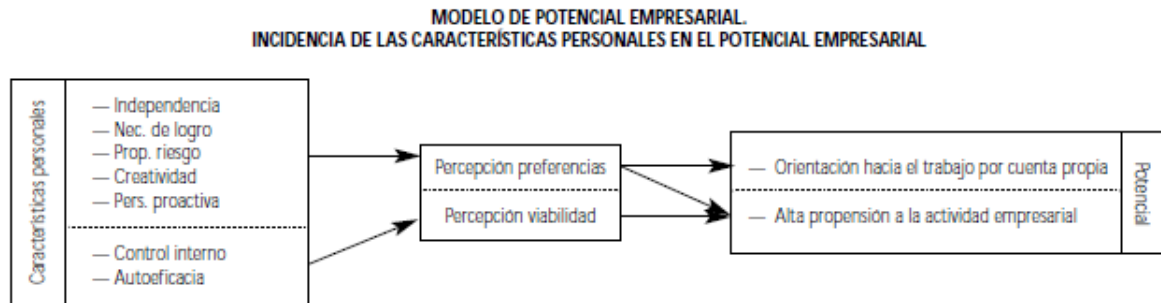 MODELO DE POTENCIAL EMPRESARIAL.
INCIDENCIA DE LAS CARACTERÍSTICAS PERSONALES EN EL POTENCIAL EMPRESARIAL
Características personales
— Independencia
— Nec. de logro
— Prop. riesgo
— Creatividad
— Pers. proactiva
— Control interno
— Autoeficacia
Percepción preferencias
Percepción viabilidad
— Orientación hacia el trabajo por cuenta propia
— Alta propensión a la actividad empresarial
Potencial